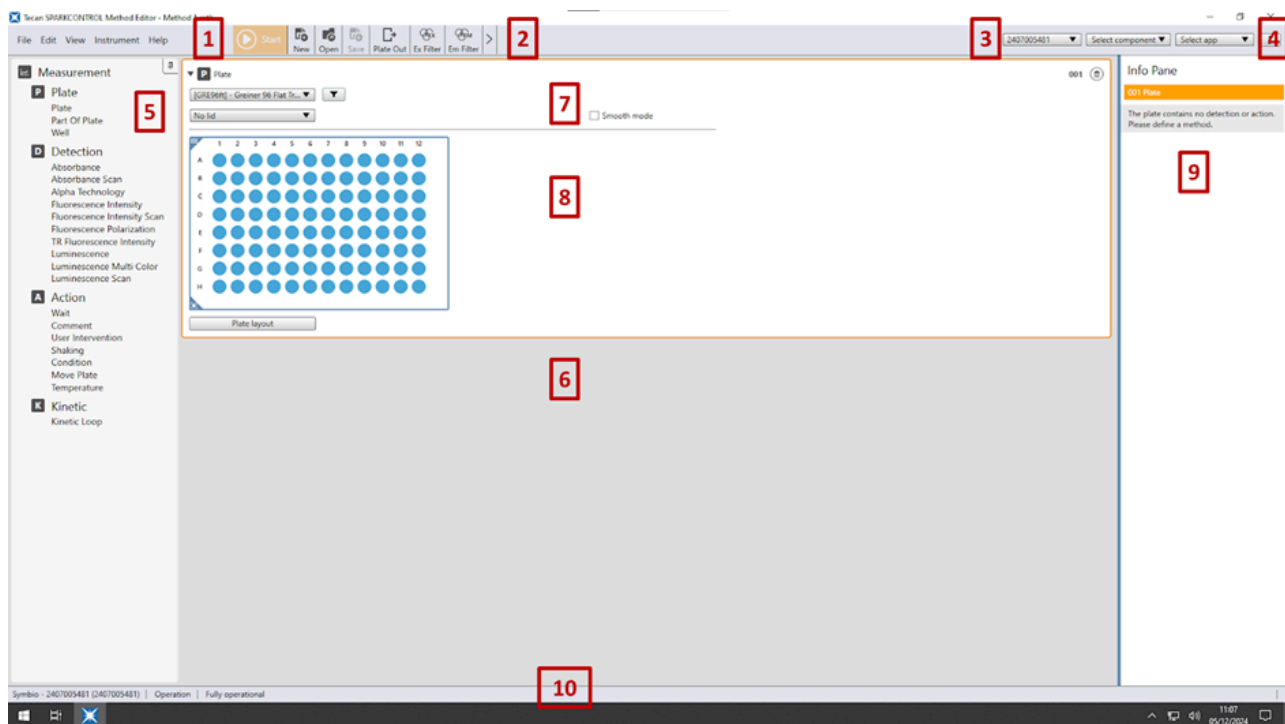 Tecan SPARKCONTROL Method Editor - Meth
File Edit View Instrument Help
1
Start
New
Open
Save
Plate Out
Ex Filter
Em Filter
2
3
2407005481
Select component
Select app
4
Measurement
P Plate
Plate
Part Of Plate
Well
5
D Detection
Absorbance
Absorbance Scan
Alpha Technology
Fluorescence Intensity
Fluorescence Intensity Scan
Fluorescence Polarization
TR Fluorescence Intensity
Luminescence
Luminescence Multi Color
Luminescence Scan
A Action
Wait
Comment
User Intervention
Shaking
Condition
Move Plate
Temperature
K Kinetic
Kinetic Loop
P Plate
001
[GRE96ft] - Greiner 96 Flat Tr...
No lid
7
Smooth mode
1 2 3 4 5 6 7 8 9 10 11 12
A
B
C
D
E
F
G
H
8
Plate layout
6
Info Pane
001 Plate
The plate contains no detection or action.
Please define a method.
9
Symbio - 2407005481 (2407005481) | Operation | Fully operational
10
11:07
05/12/2024